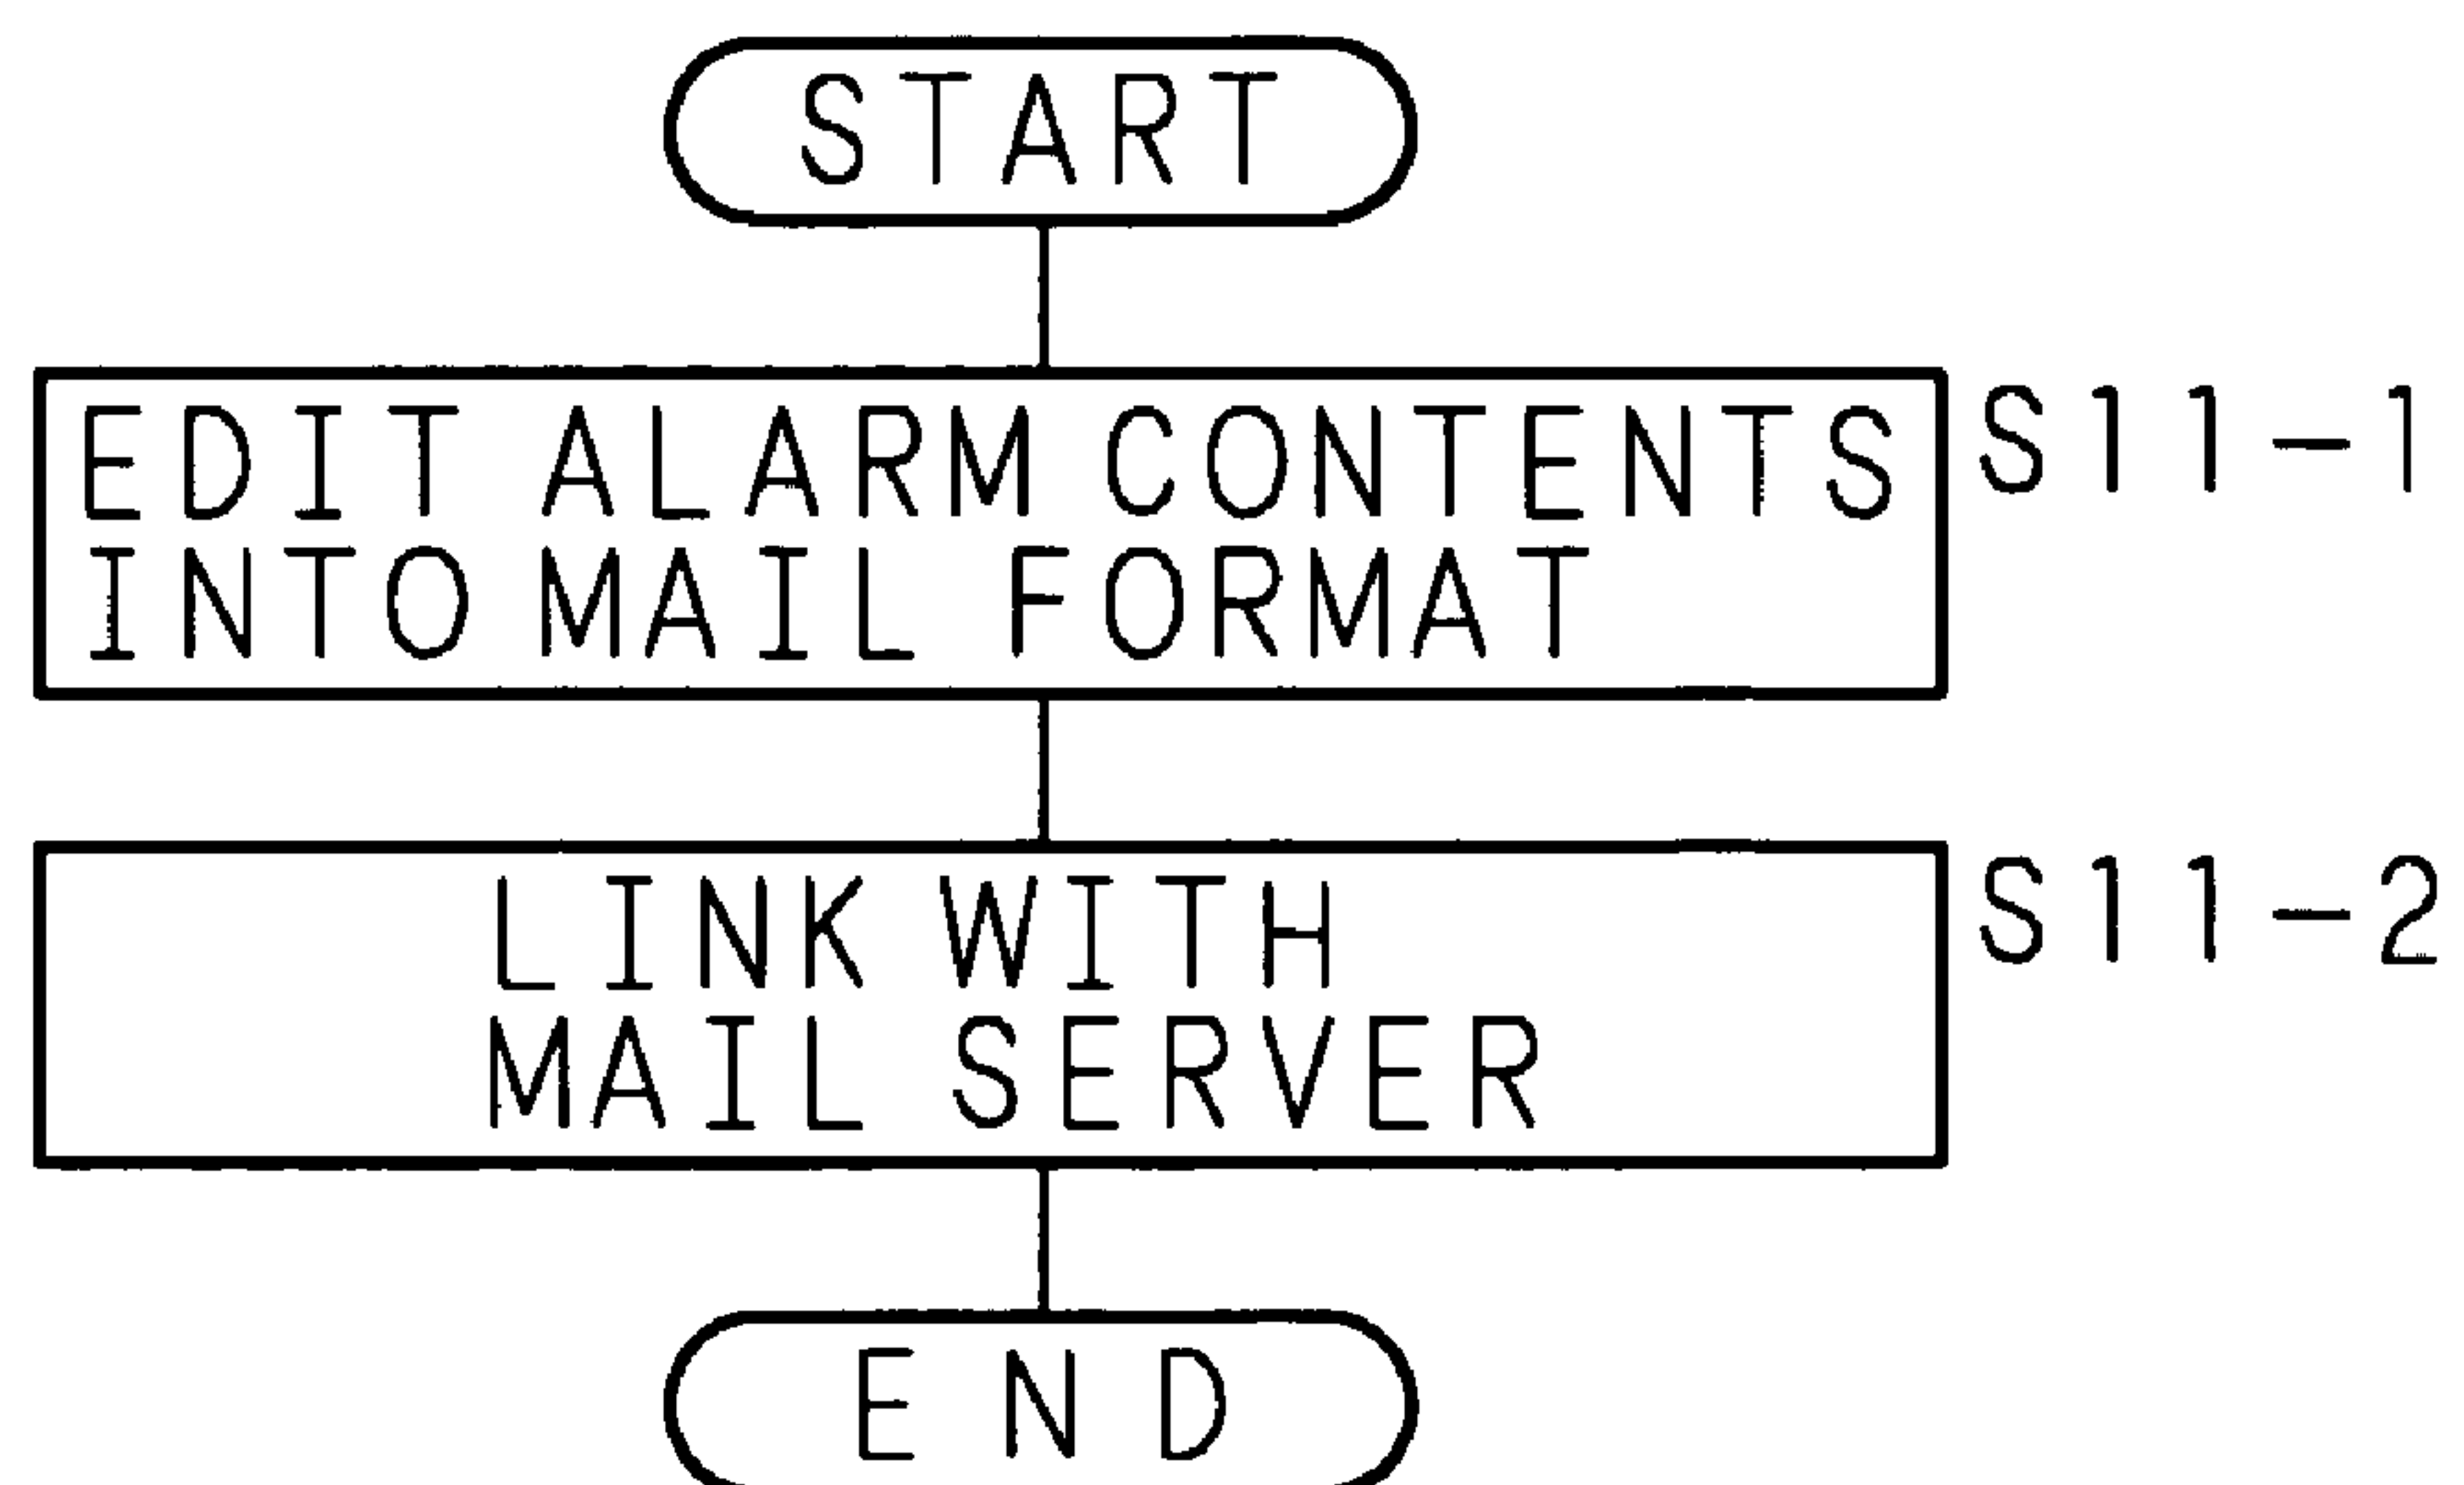 START
EDIT ALARM CONTENTS S11-1
INTO MAIL FORMAT
LINK WITH S11-2
MAIL SERVER
END